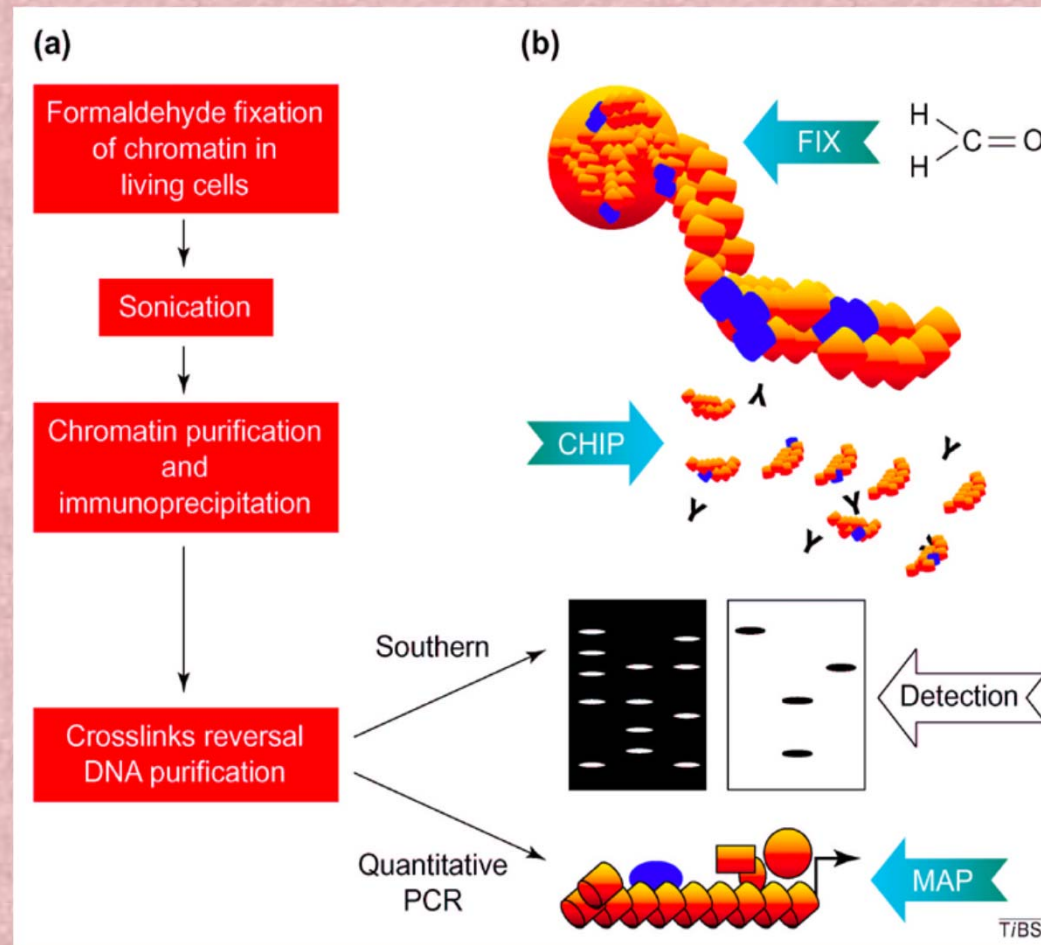 (a)
Formaldehyde fixation
of chromatin in
living cells
Sonication
Chromatin purification
and
immunoprecipitation
Crosslinks reversal
DNA purification
Southern
Quantitative
PCR
(b)
FIX
H
C=O
H
CHIP
Detection
MAP
TiBS